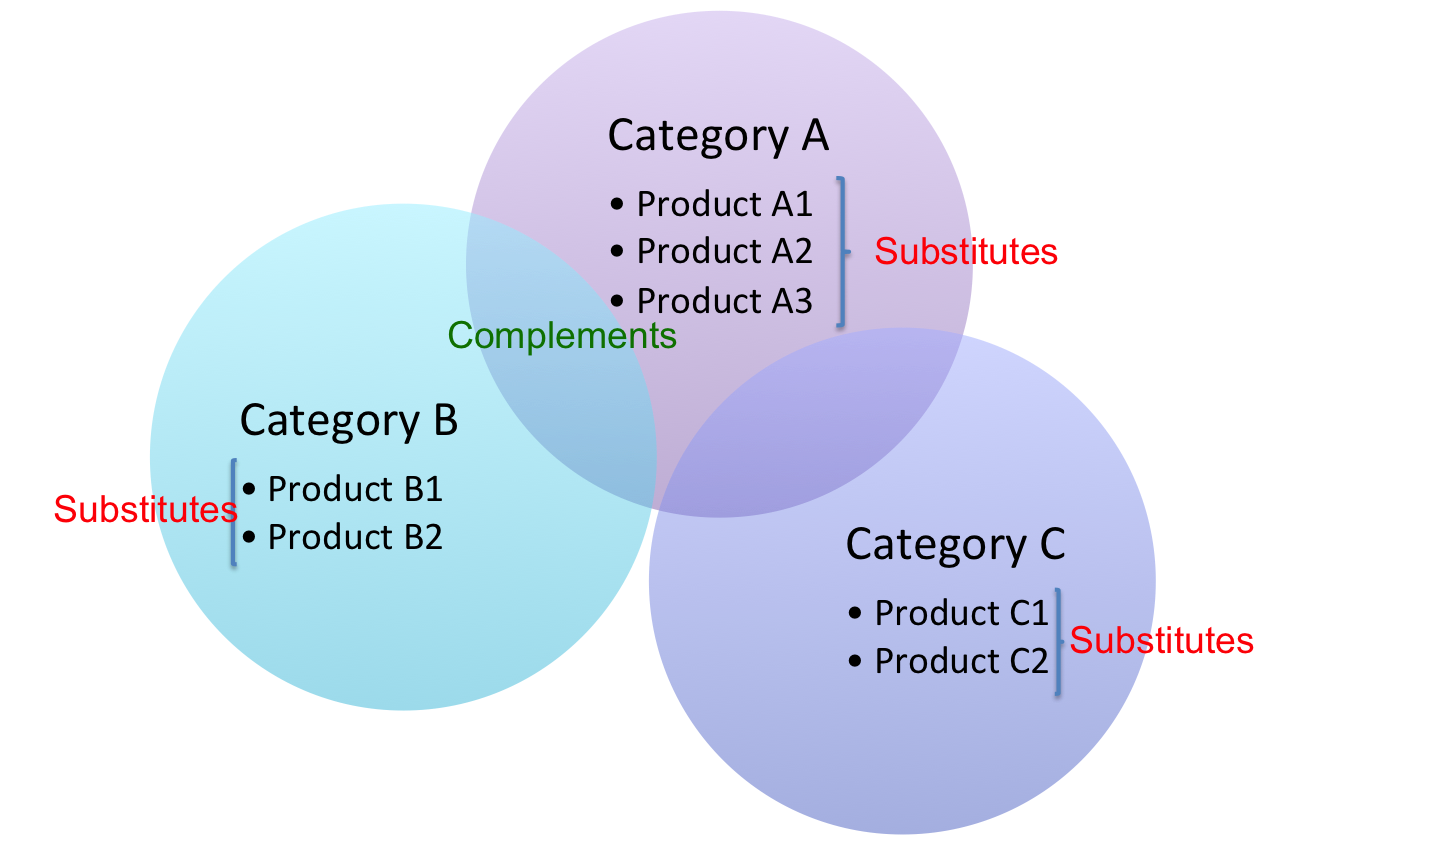 Category A
• Product A1
• Product A2
• Product A3
Substitutes
Complements
Category B
• Product B1
• Product B2
Substitutes
Category C
• Product C1
• Product C2
Substitutes